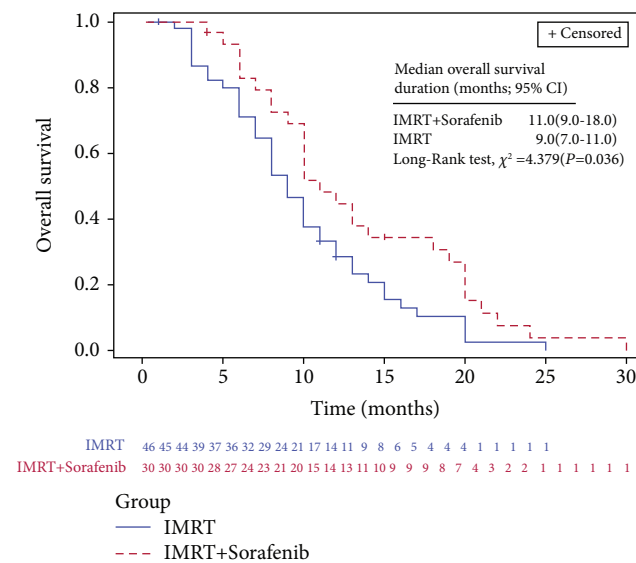 Overall survival
1.0
0.8
0.6
0.4
0.2
0.0
+ Censored
Median overall survival
duration (months; 95% CI)
IMRT+Sorafenib 11.0(9.0-18.0)
IMRT 9.0(7.0-11.0)
Long-Rank test, χ² =4.379(P=0.036)
0 5 10 15 20 25 30
Time (months)
IMRT 46 45 44 39 37 36 32 29 24 21 17 14 11 9 8 6 5 4 4 4 1 1 1 1 1
IMRT+Sorafenib 30 30 30 30 28 27 24 23 21 20 15 14 13 11 10 9 9 9 8 7 4 3 2 2 1 1 1 1 1 1
Group
IMRT
IMRT+Sorafenib